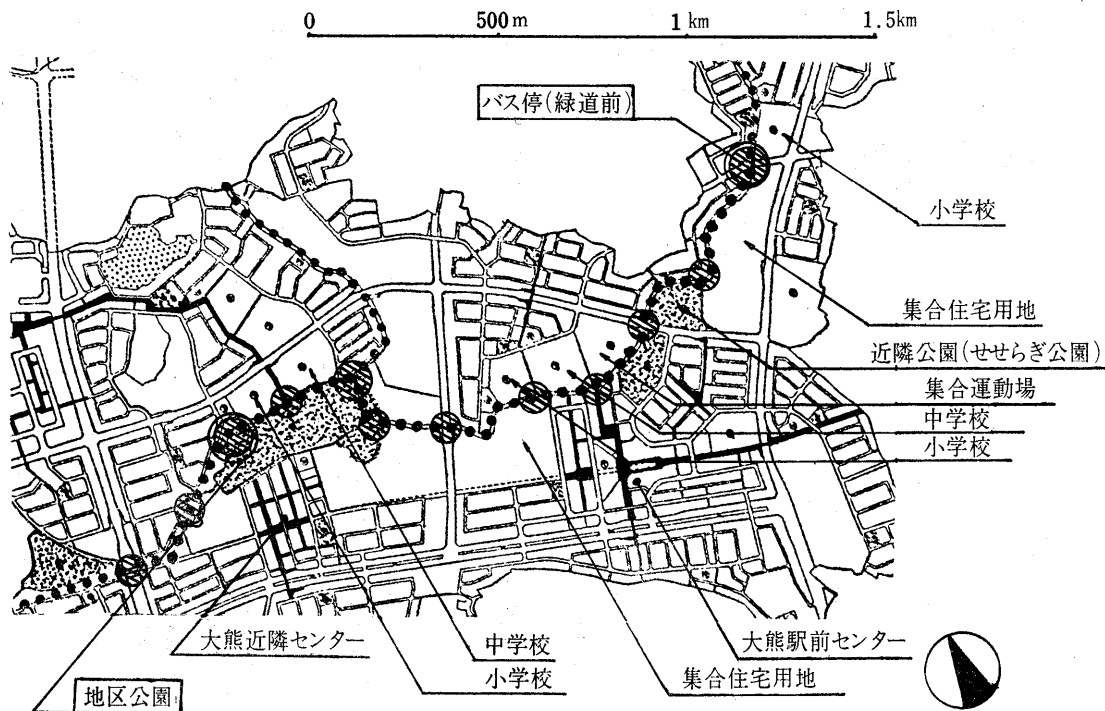 0 500m 1km 1.5km
バス停(緑道前)
小学校
集合住宅用地
近隣公園(せせらぎ公園)
集合運動場
中学校
小学校
大熊近隣センター
中学校
大熊駅前センター
小学校
集合住宅用地
地区公園